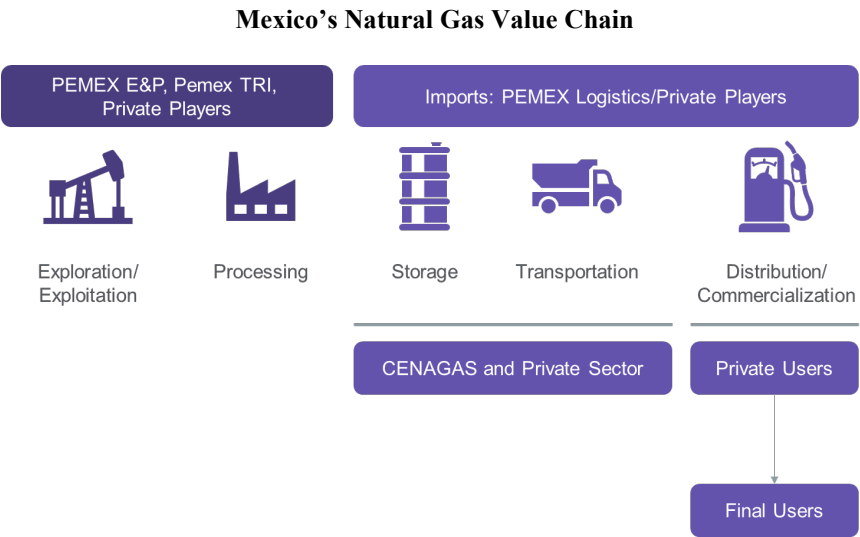 Mexico’s Natural Gas Value Chain
PEMEX E&P, Pemex TRI,
Private Players
Imports: PEMEX Logistics/Private Players
Exploration/
Exploitation
Processing
Storage
Transportation
Distribution/
Commercialization
CENAGAS and Private Sector
Private Users
Final Users